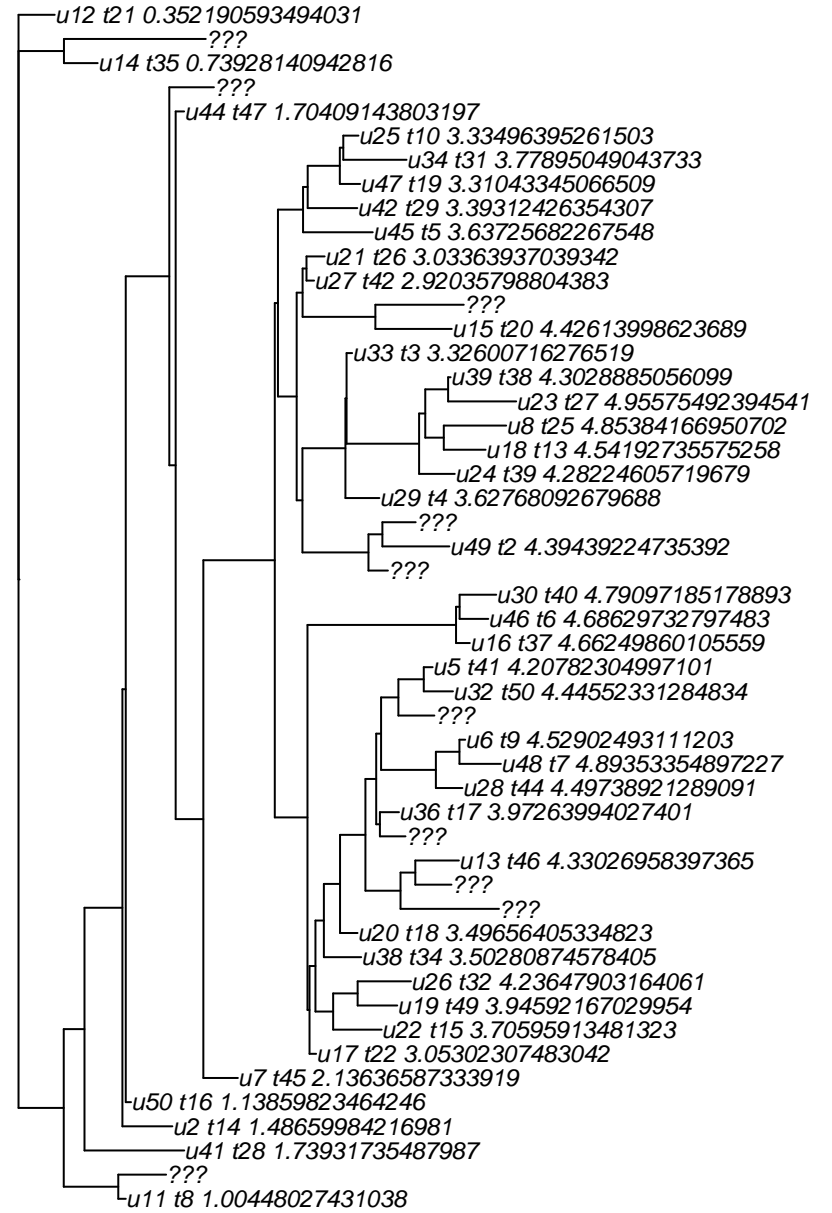 u12 t21 0.352190593494031
???
u14 t35 0.73928140942816
???
u44 t47 1.70409143803197
u25 t10 3.33496395261503
u34 t31 3.77895049043733
u47 t19 3.31043345066509
u42 t29 3.39312426354307
u45 t5 3.63725682267548
u21 t26 3.03363937039342
u27 t42 2.92035798804383
???
u15 t20 4.42613998623689
u33 t3 3.32600716276519
u39 t38 4.3028885056099
u23 t27 4.95575492394541
u8 t25 4.85384166950702
u18 t13 4.54192735575258
u24 t39 4.28224605719679
u29 t4 3.62768092679688
???
u49 t2 4.39439224735392
???
u30 t40 4.79097185178893
u46 t6 4.68629732797483
u16 t37 4.66249860105559
u5 t41 4.20782304997101
u32 t50 4.44552331284834
???
u6 t9 4.52902493111203
u48 t7 4.89353354897227
u28 t44 4.49738921289091
u36 t17 3.97263994027401
???
u13 t46 4.33026958397365
???
???
u20 t18 3.49656405334823
u38 t34 3.50280874578405
u26 t32 4.23647903164061
u19 t49 3.94592167029954
u22 t15 3.70595913481323
u17 t22 3.05302307483042
u7 t45 2.13636587333919
u50 t16 1.13859823464246
u2 t14 1.48659984216981
u41 t28 1.73931735487987
???
u11 t8 1.00448027431038